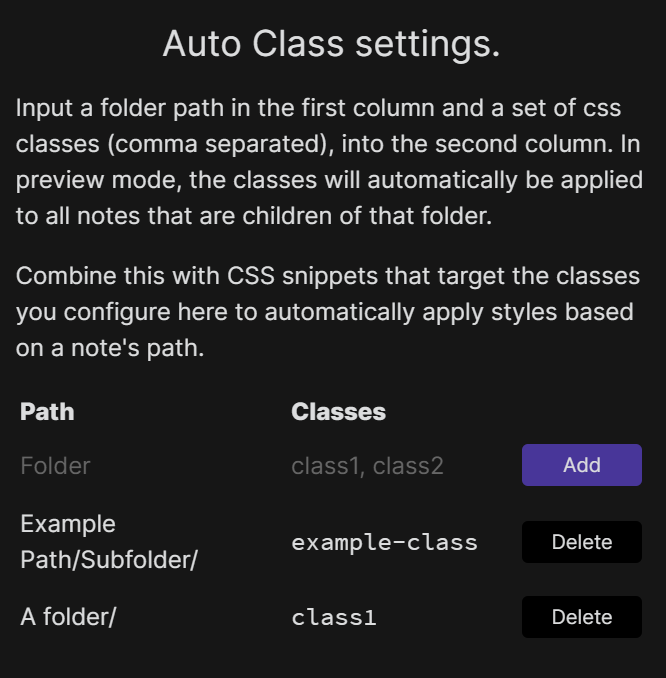 Auto Class settings.
Input a folder path in the first column and a set of css
classes (comma separated), into the second column. In
preview mode, the classes will automatically be applied
to all notes that are children of that folder.
Combine this with CSS snippets that target the classes
you configure here to automatically apply styles based
on a note's path.
Path Classes
Folder class1, class2 Add
Example
Path/Subfolder/ example-class Delete
A folder/ class1 Delete